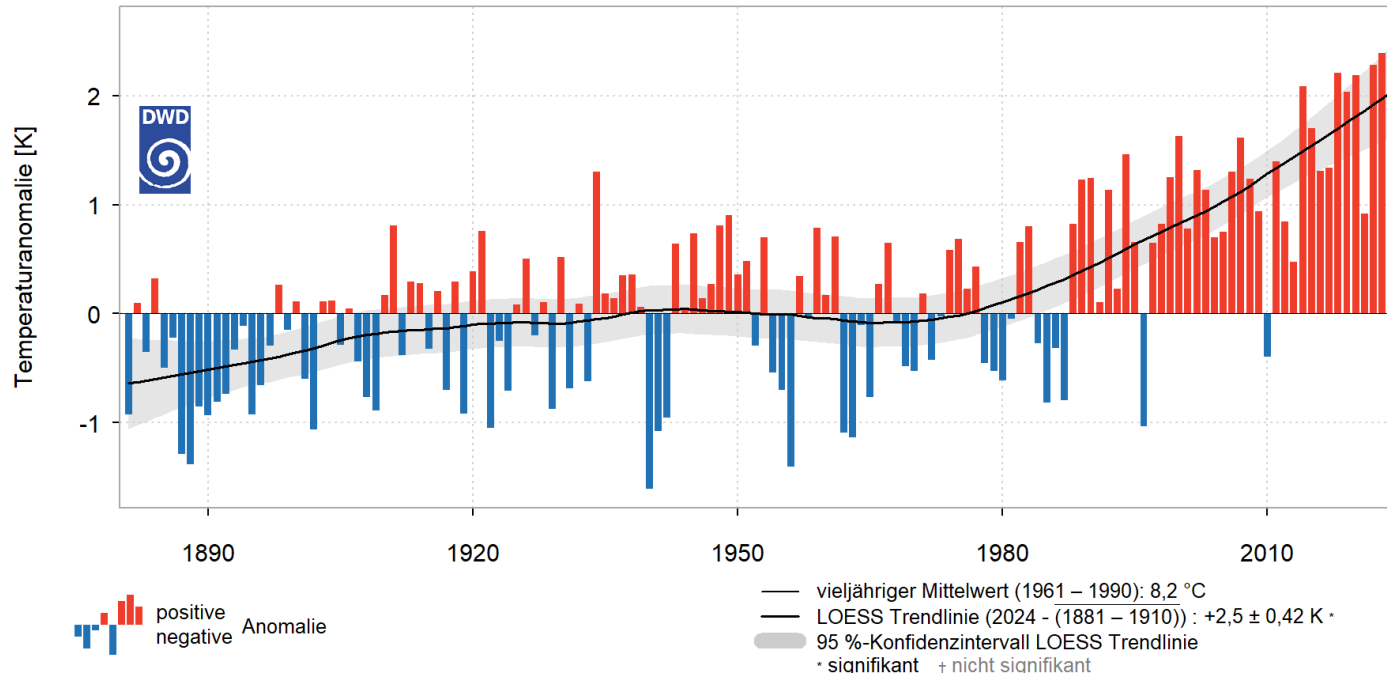 Temperaturanomalie [K]
2
1
0
-1
DWD
1890 1920 1950 1980 2010
positive
negative Anomalie
vieljähriger Mittelwert (1961 – 1990): 8,2 °C
LOESS Trendlinie (2024 - (1881 – 1910)) : +2,5 ± 0,42 K *
95 %-Konfidenzintervall LOESS Trendlinie
* signifikant † nicht signifikant